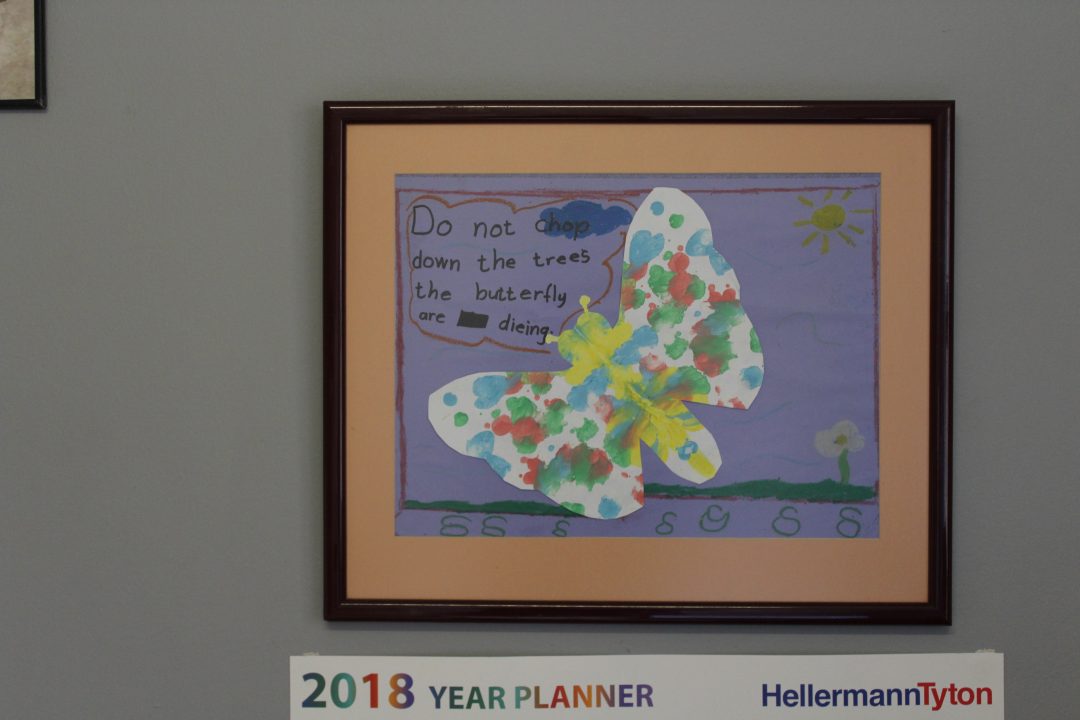 Do not chop
down the trees
the butterfly
are dieing.
2018 YEAR PLANNER
HellermannTyton